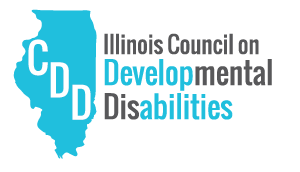 CDD
Illinois Council on
Developmental
Disabilities